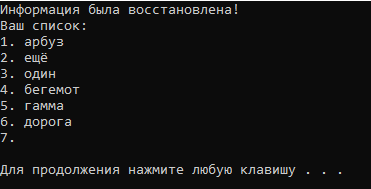 Информация была восстановлена!
Ваш список:
1. арбуз
2. ещё
3. один
4. бегемот
5. гамма
6. дорога
7.
Для продолжения нажмите любую клавишу . . .